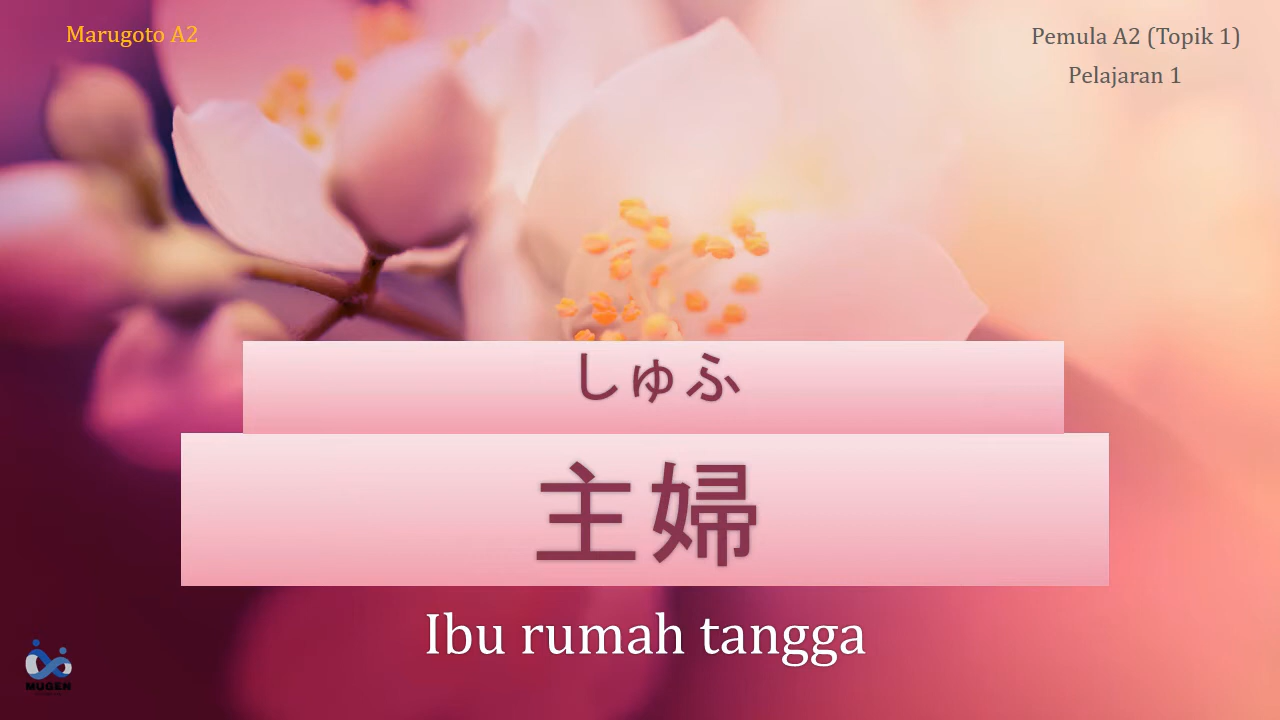 Marugoto A2
Pemula A2 (Topik 1)
Pelajaran 1
しゅふ
主婦
Ibu rumah tangga
MUGEN